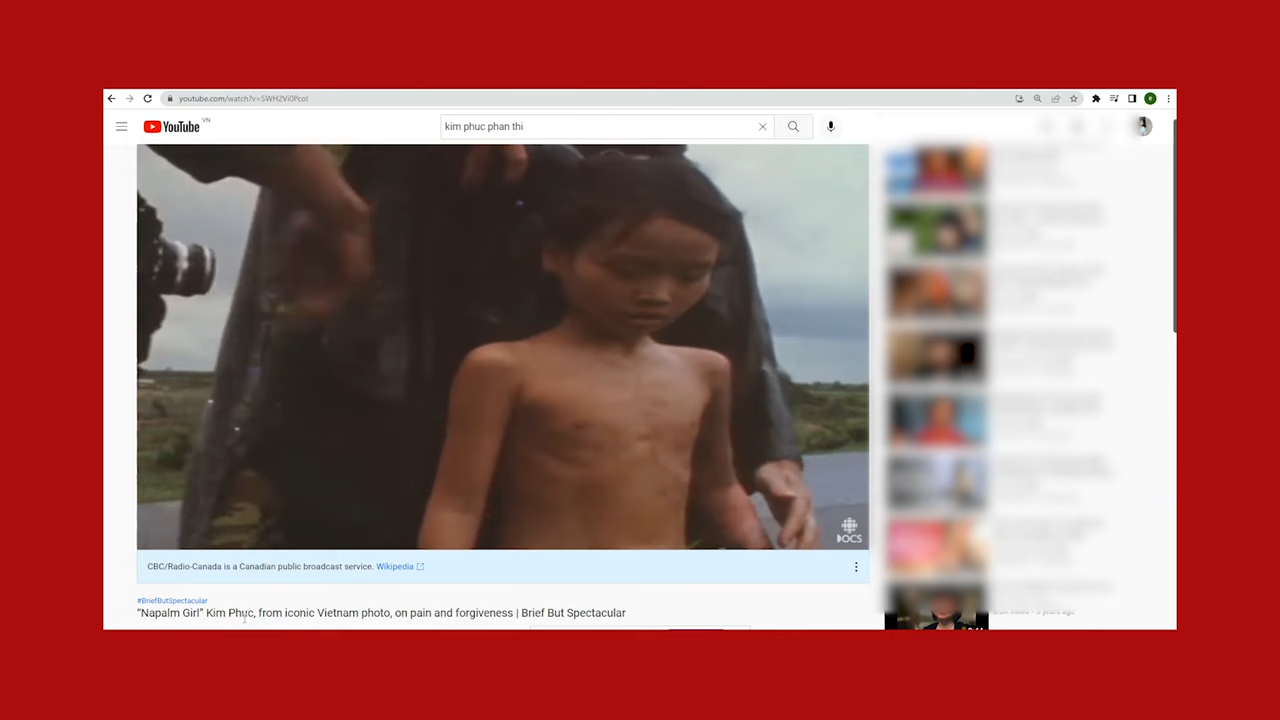 youtube.com/watch?v=SWH2Vi0PcoI
YouTube VN
kim phuc phan thi
DOCS
CBC/Radio-Canada is a Canadian public broadcast service. Wikipedia
#BriefButSpectacular
“Napalm Girl” Kim Phuc, from iconic Vietnam photo, on pain and forgiveness | Brief But Spectacular